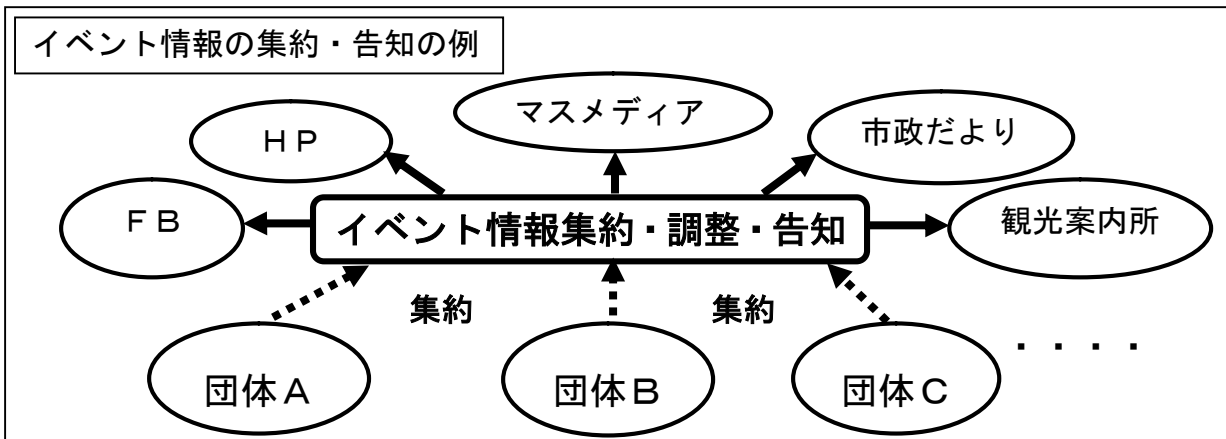 イベント情報の集約・告知の例
マスメディア
ＨＰ
市政だより
ＦＢ
イベント情報集約・調整・告知
観光案内所
集約
集約
団体Ａ
団体Ｂ
団体Ｃ
・・・・